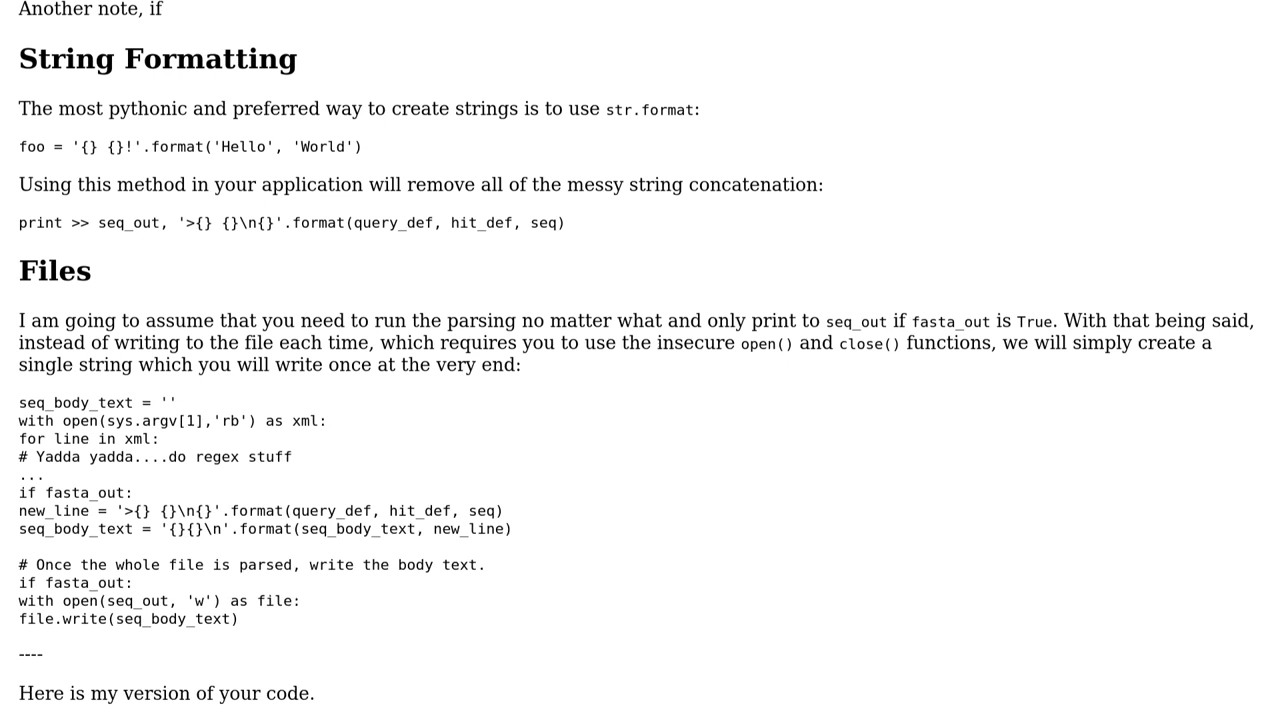 Another note, if
String Formatting
The most pythonic and preferred way to create strings is to use str.format:
foo = '{} {}!'.format('Hello', 'World')
Using this method in your application will remove all of the messy string concatenation:
print >> seq_out, '>{} {}\n{}'.format(query_def, hit_def, seq)
Files
I am going to assume that you need to run the parsing no matter what and only print to seq_out if fasta_out is True. With that being said,
instead of writing to the file each time, which requires you to use the insecure open() and close() functions, we will simply create a
single string which you will write once at the very end:
seq_body_text = ''
with open(sys.argv[1],'rb') as xml:
for line in xml:
# Yadda yadda....do regex stuff
...
if fasta_out:
new_line = '>{} {}\n{}'.format(query_def, hit_def, seq)
seq_body_text = '{}{}\n'.format(seq_body_text, new_line)
# Once the whole file is parsed, write the body text.
if fasta_out:
with open(seq_out, 'w') as file:
file.write(seq_body_text)
----
Here is my version of your code.